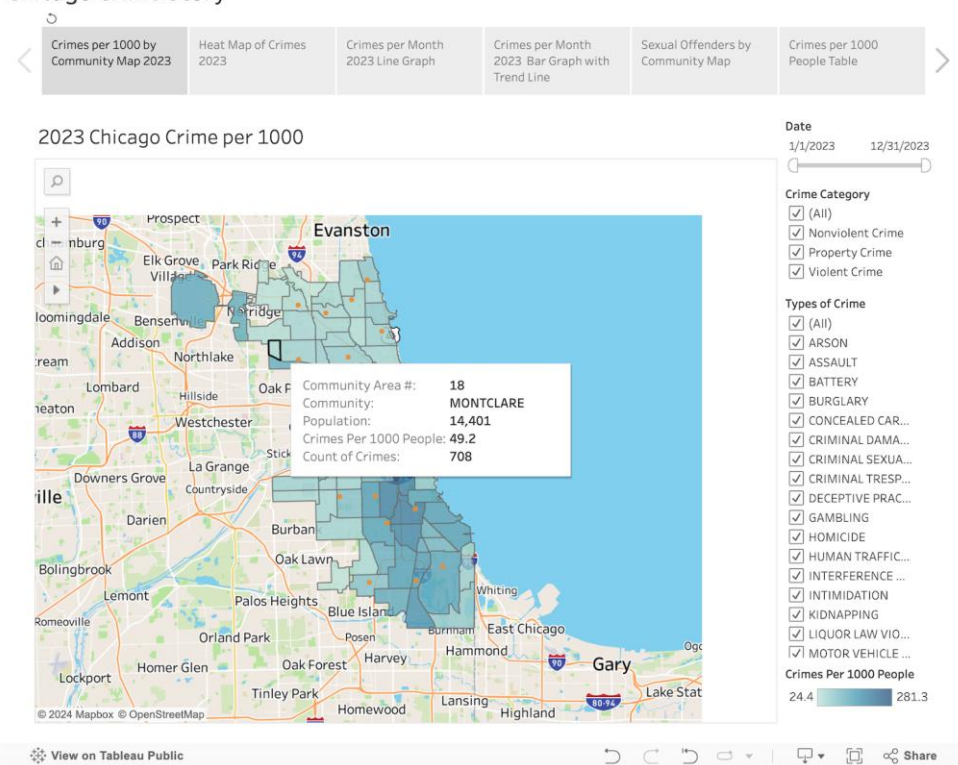 Crimes per 1000 by
Community Map 2023
Heat Map of Crimes
2023
Crimes per Month
2023 Line Graph
Crimes per Month
2023 Bar Graph with
Trend Line
Sexual Offenders by
Community Map
Crimes per 1000
People Table
2023 Chicago Crime per 1000
Date
1/1/2023 12/31/2023
Crime Category
(All)
Nonviolent Crime
Property Crime
Violent Crime
Types of Crime
(All)
ARSON
ASSAULT
BATTERY
BURGLARY
CONCEALED CAR...
CRIMINAL DAMA...
CRIMINAL SEXUA...
CRIMINAL TRESP...
DECEPTIVE PRAC...
GAMBLING
HOMICIDE
HUMAN TRAFFIC...
INTERFERENCE ...
INTIMIDATION
KIDNAPPING
LIQUOR LAW VIO...
MOTOR VEHICLE ...
Crimes Per 1000 People
24.4 281.3
90
Prospect
Evanston
94
Elk Grove
Park Ridge
Addison
Northlake
Lombard
Hillside
Westchester
88
La Grange
Downers Grove
Countryside
Darien
Burban
Oak Lawn
Bolingbrook
Lemont
Palos Heights
Whiting
Romeoville
Orland Park
Posen
Burnham
East Chicago
Hammond
Harvey
Homer Glen
Oak Forest
90
Gary
Lockport
Tinley Park
Lansing
80-94
Lake Stat
Homewood
Highland
Community Area #: 18
Community: MONTCLARE
Population: 14,401
Crimes Per 1000 People: 49.2
Count of Crimes: 708
© 2024 Mapbox © OpenStreetMap
View on Tableau Public
Share